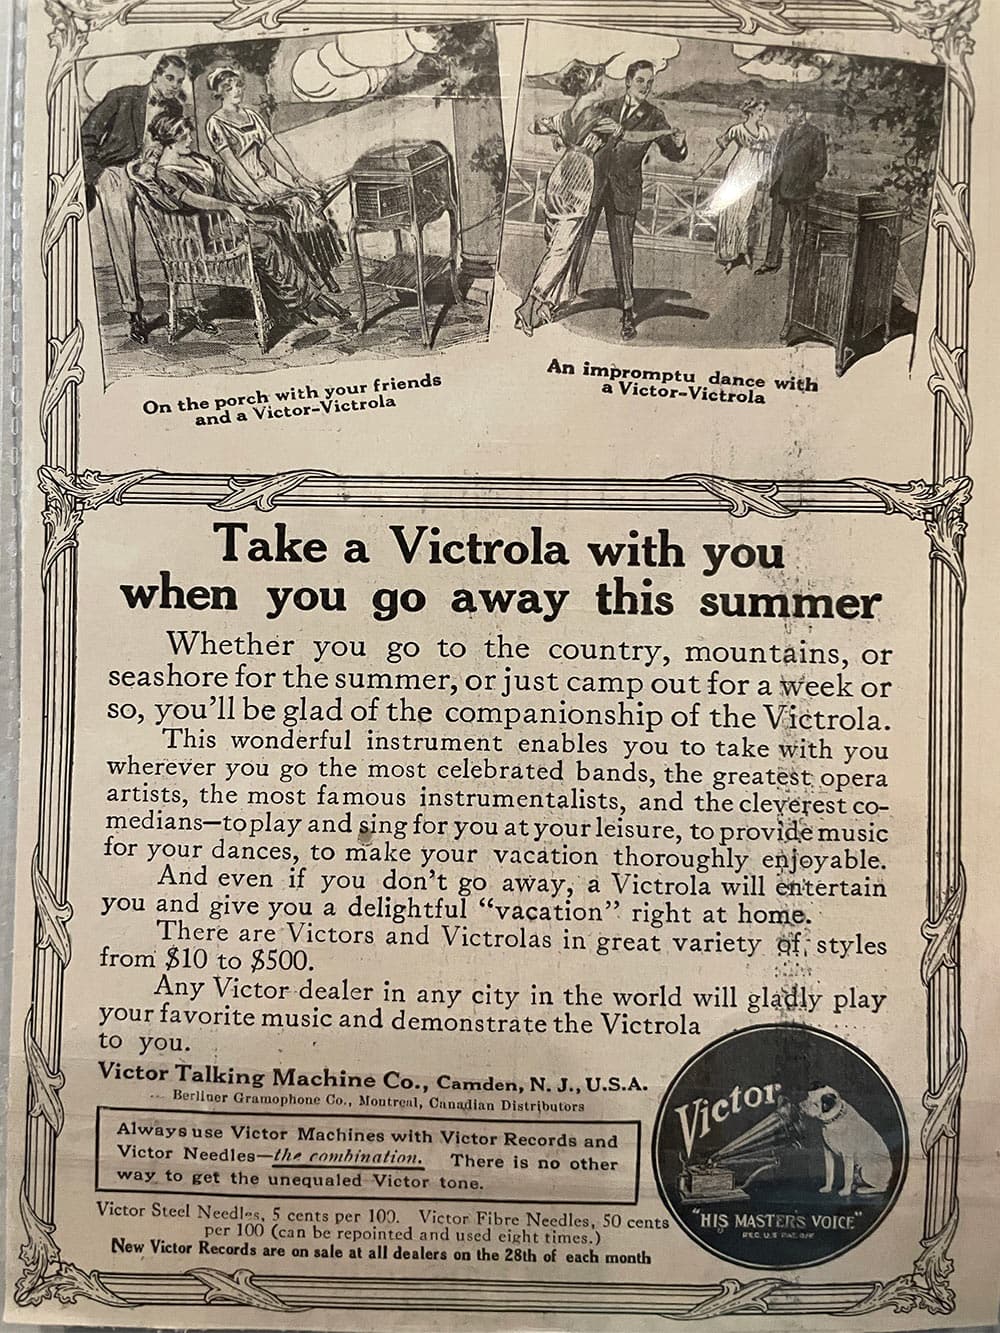 On the porch with your friends
and a Victor-Victrola
An impromptu dance with
a Victor-Victrola
Take a Victrola with you
when you go away this summer
Whether you go to the country, mountains, or
seashore for the summer, or just camp out for a week or
so, you'll be glad of the companionship of the Victrola.
This wonderful instrument enables you to take with you
wherever you go the most celebrated bands, the greatest opera
artists, the most famous instrumentalists, and the cleverest co-
medians—to play and sing for you at your leisure, to provide music
for your dances, to make your vacation thoroughly enjoyable.
And even if you don't go away, a Victrola will entertain
you and give you a delightful "vacation" right at home.
There are Victors and Victrolas in great variety of styles
from $10 to $500.
Any Victor dealer in any city in the world will gladly play
your favorite music and demonstrate the Victrola
to you.
Victor Talking Machine Co., Camden, N. J., U.S.A.
Berliner Gramophone Co., Montreal, Canadian Distributors
Always use Victor Machines with Victor Records and
Victor Needles—the combination. There is no other
way to get the unequaled Victor tone.
Victor Steel Needles, 5 cents per 100. Victor Fibre Needles, 50 cents
per 100 (can be repointed and used eight times.)
New Victor Records are on sale at all dealers on the 28th of each month
Victor
"HIS MASTER'S VOICE"
REG. U.S. PAT. OFF.